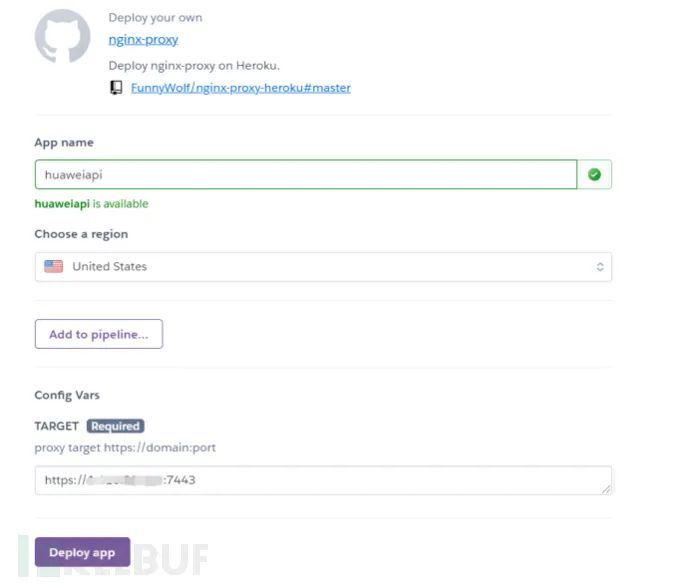 Deploy your own
nginx-proxy
Deploy nginx-proxy on Heroku.
FunnyWolf/nginx-proxy-heroku#master
App name
huaweiapi
huaweiapi is available
Choose a region
United States
Add to pipeline...
Config Vars
TARGET Required
proxy target https://domain:port
https:// :7443
Deploy app